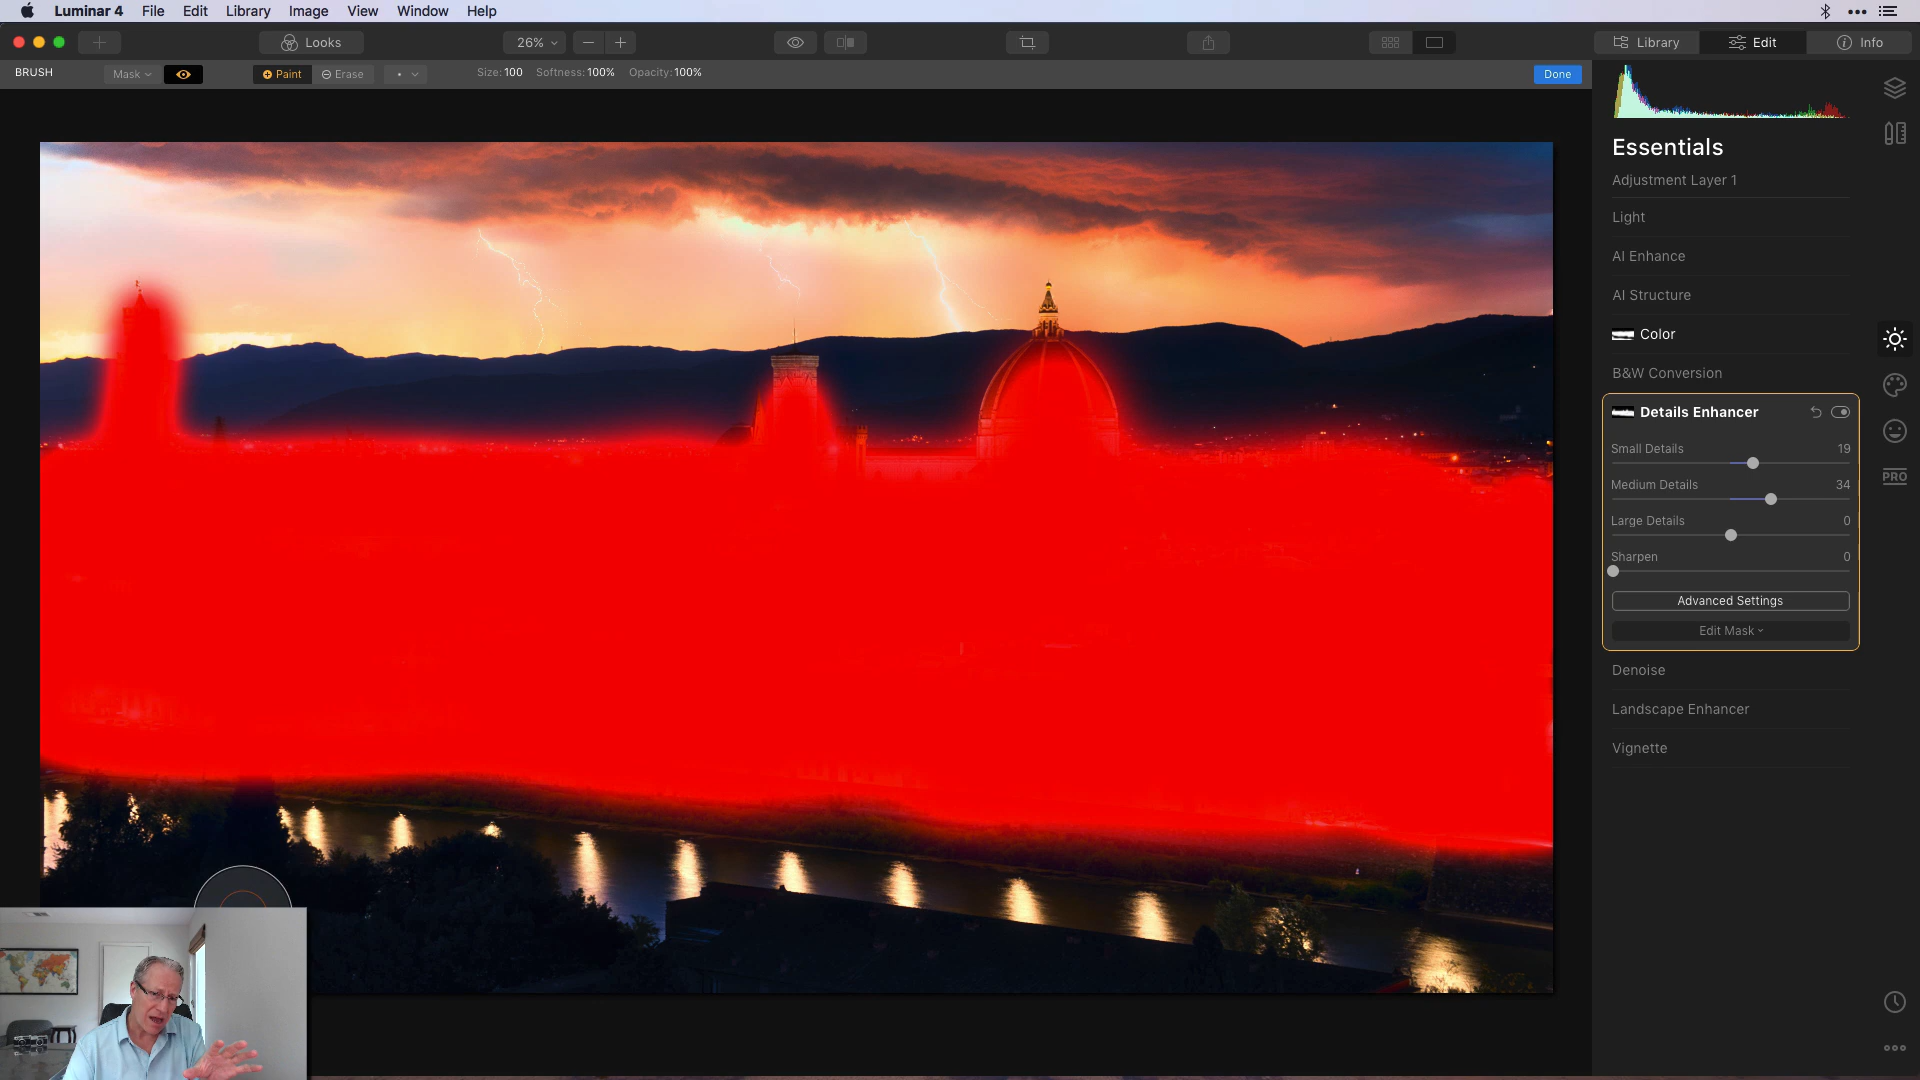 Luminar 4 File Edit Library Image View Window Help
Looks 26% Library Edit Info
BRUSH Mask Paint Erase Size: 100 Softness: 100% Opacity: 100% Done
Essentials
Adjustment Layer 1
Light
AI Enhance
AI Structure
Color
B&W Conversion
Details Enhancer
Small Details 19
Medium Details 34
Large Details 0
Sharpen 0
Advanced Settings
Edit Mask
Denoise
Landscape Enhancer
Vignette
PRO